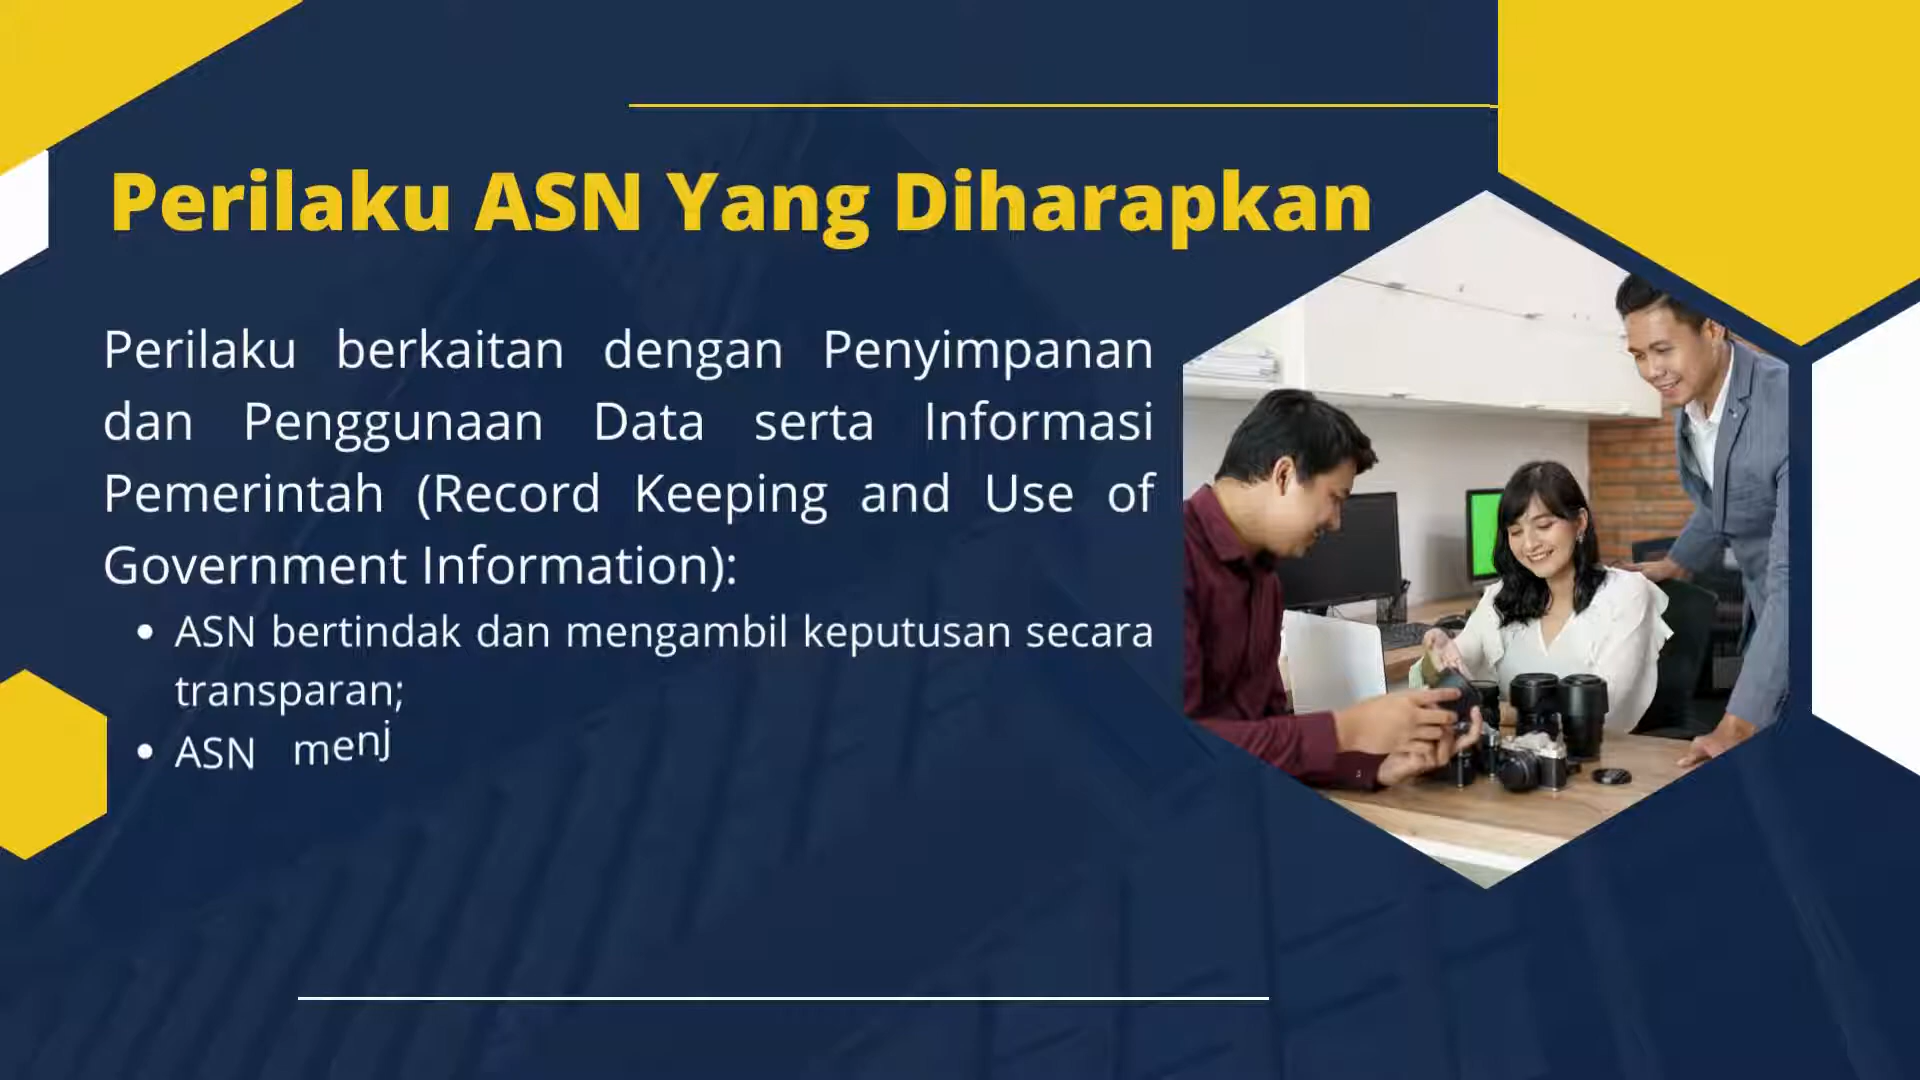 Perilaku ASN Yang Diharapkan
Perilaku berkaitan dengan Penyimpanan
dan Penggunaan Data serta Informasi
Pemerintah (Record Keeping and Use of
Government Information):
• ASN bertindak dan mengambil keputusan secara
transparan;
• ASN menj